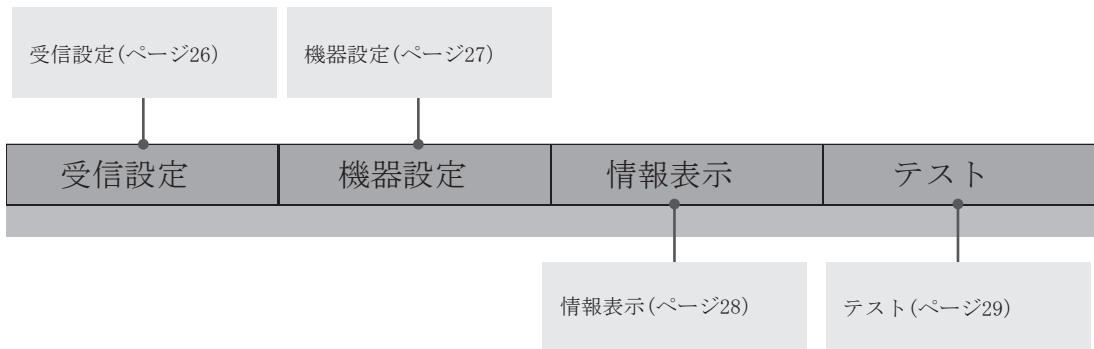 受信設定(ページ26)
機器設定(ページ27)
受信設定
機器設定
情報表示
テスト
情報表示(ページ28)
テスト(ページ29)